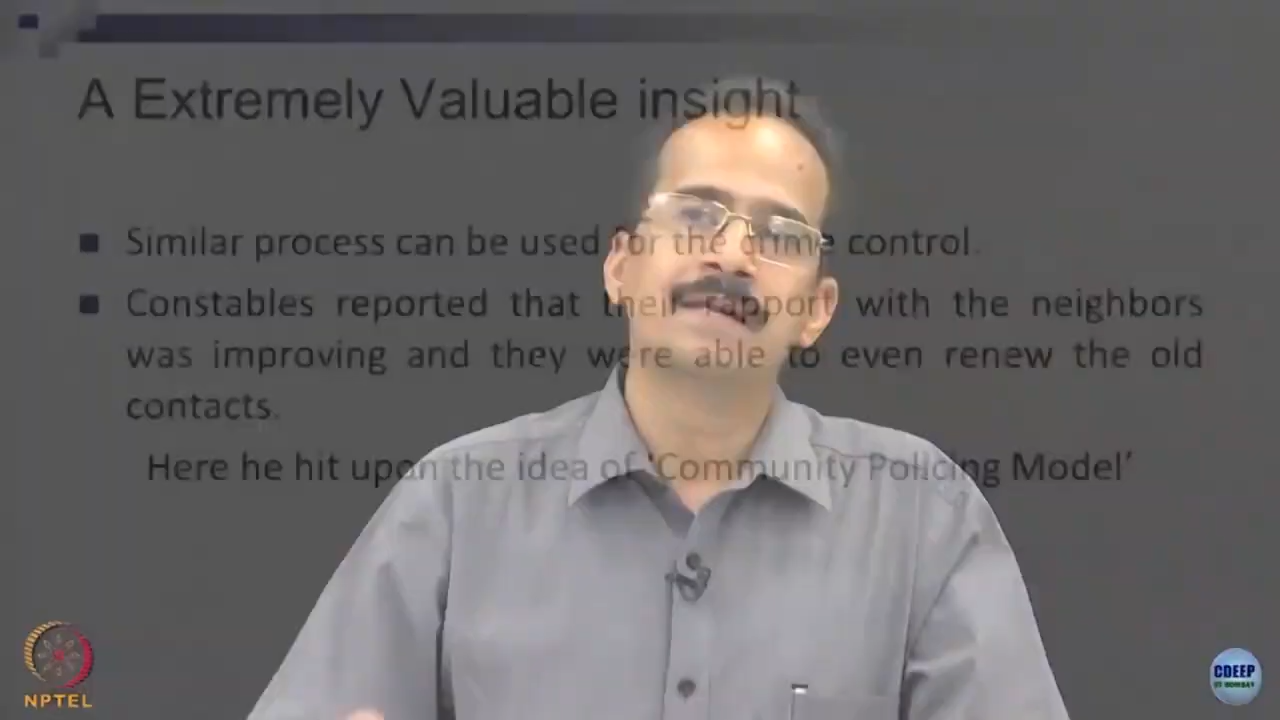 A Extremely Valuable insight
Similar process can be used for the crime control.
Constables reported that their rapport with the neighbors
was improving and they were able to even renew the old
contacts.
Here he hit upon the idea of ‘Community Policing Model’
NPTEL
CDEEP
IIT BOMBAY